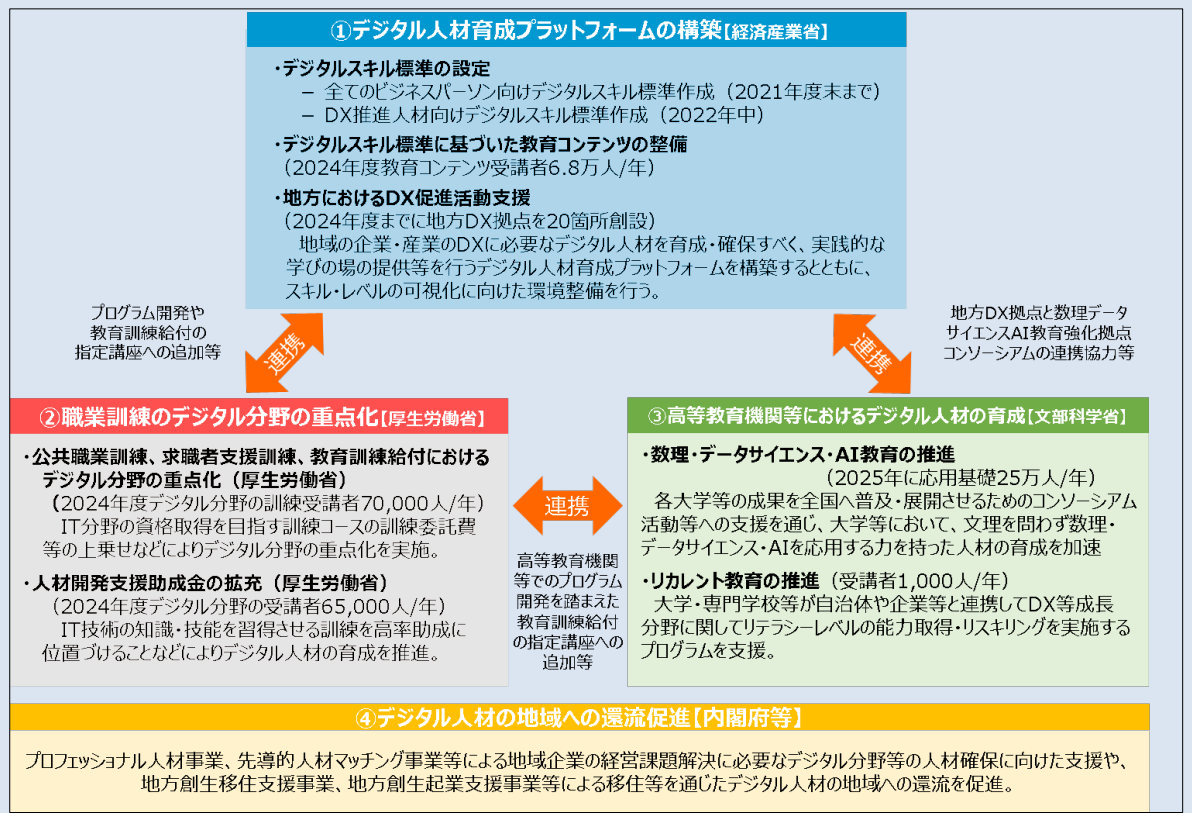 ①デジタル人材育成プラットフォームの構築【経済産業省】
・デジタルスキル標準の設定
－ 全てのビジネスパーソン向けデジタルスキル標準作成（2021年度末まで）
－ DX推進人材向けデジタルスキル標準作成（2022年中）
・デジタルスキル標準に基づいた教育コンテンツの整備
（2024年度教育コンテンツ受講者6.8万人/年）
・地方におけるDX促進活動支援
（2024年度までに地方DX拠点を20箇所創設）
地域の企業・産業のDXに必要なデジタル人材を育成・確保すべく、実践的な
学びの場の提供等を行うデジタル人材育成プラットフォームを構築するとともに、
スキル・レベルの可視化に向けた環境整備を行う。
プログラム開発や
教育訓練給付の
指定講座への追加等
連携
連携
地方DX拠点と数理データ
サイエンスAI教育強化拠点
コンソーシアムの連携協力等
②職業訓練のデジタル分野の重点化【厚生労働省】
・公共職業訓練、求職者支援訓練、教育訓練給付における
デジタル分野の重点化（厚生労働省）
（2024年度デジタル分野の訓練受講者70,000人/年）
IT分野の資格取得を目指す訓練コースの訓練委託費
等の上乗せなどによりデジタル分野の重点化を実施。
・人材開発支援助成金の拡充（厚生労働省）
（2024年度デジタル分野の受講者65,000人/年）
IT技術の知識・技能を習得させる訓練を高率助成に
位置づけることなどによりデジタル人材の育成を推進。
連携
高等教育機関
等でのプログラム
開発を踏まえた
教育訓練給付
の指定講座への
追加等
③高等教育機関等におけるデジタル人材の育成【文部科学省】
・数理・データサイエンス・AI教育の推進
（2025年に応用基礎25万人/年）
各大学等の成果を全国へ普及・展開させるためのコンソーシアム
活動等への支援を通じ、大学等において、文理を問わず数理・
データサイエンス・AIを応用する力を持った人材の育成を加速
・リカレント教育の推進（受講者1,000人/年）
大学・専門学校等が自治体や企業等と連携してDX等成長
分野に関してリテラシーレベルの能力取得・リスキリングを実施する
プログラムを支援。
④デジタル人材の地域への還流促進【内閣府等】
プロフェッショナル人材事業、先導的人材マッチング事業等による地域企業の経営課題解決に必要なデジタル分野等の人材確保に向けた支援や、
地方創生移住支援事業、地方創生起業支援事業等による移住等を通じたデジタル人材の地域への還流を促進。